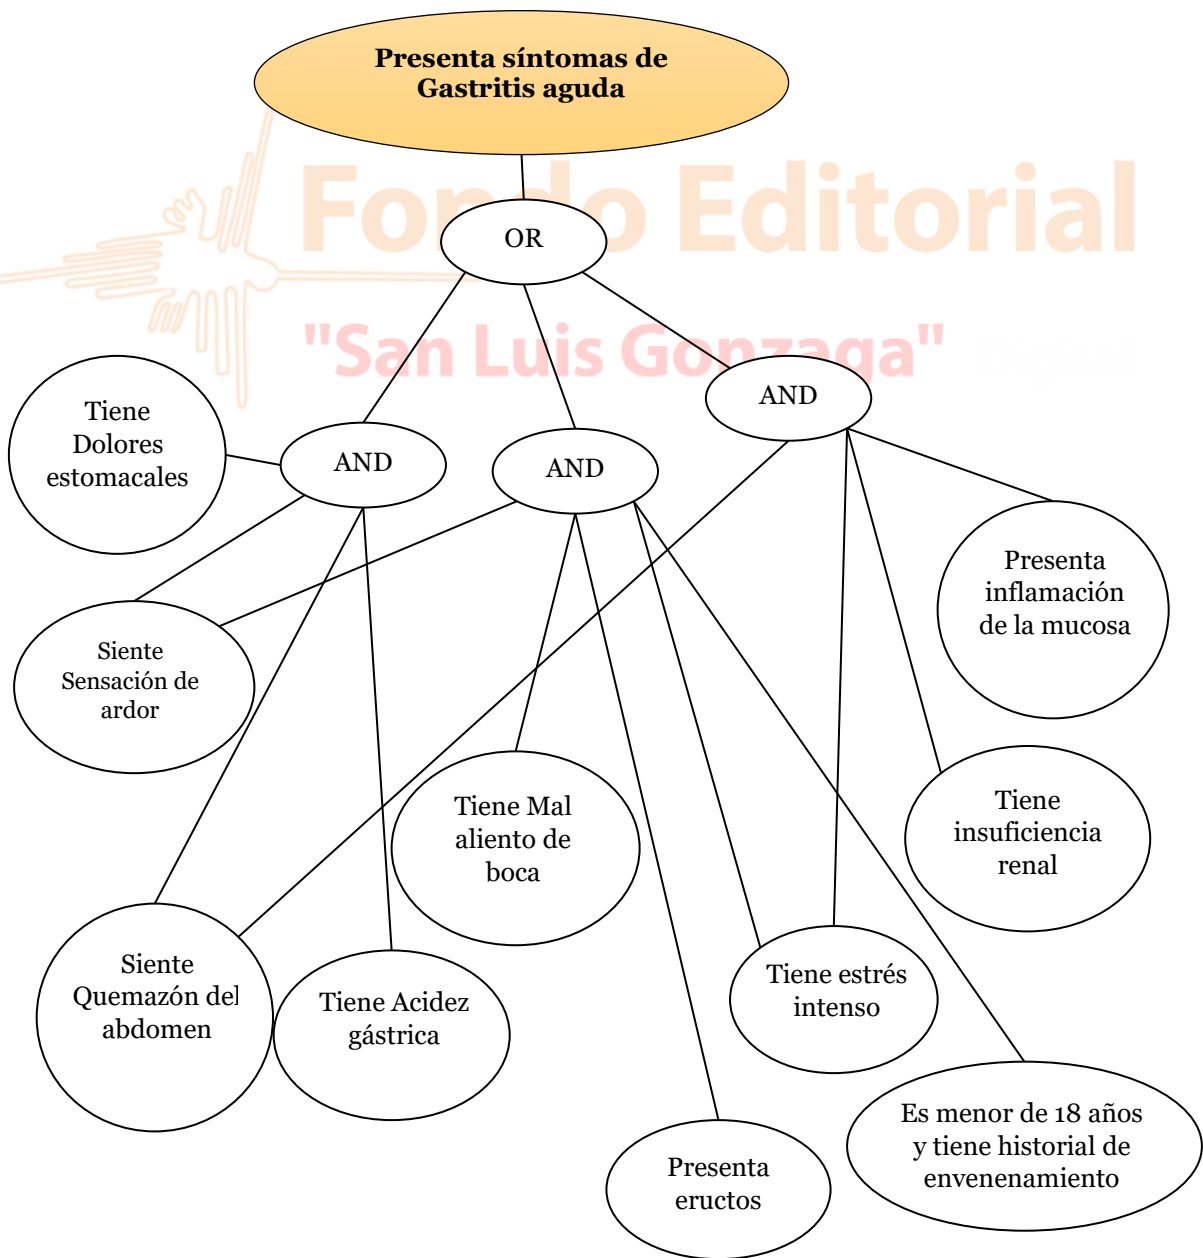 Presenta síntomas de
Gastritis aguda
Fondo Editorial
OR
"San Luis Gonzaga" Digital
AND
Tiene
Dolores
estomacales
AND
AND
Presenta
inflamación
de la mucosa
Siente
Sensación de
ardor
Tiene Mal
aliento de
boca
Tiene
insuficiencia
renal
Siente
Quemazón del
abdomen
Tiene Acidez
gástrica
Tiene estrés
intenso
Es menor de 18 años
y tiene historial de
envenenamiento
Presenta
eructos